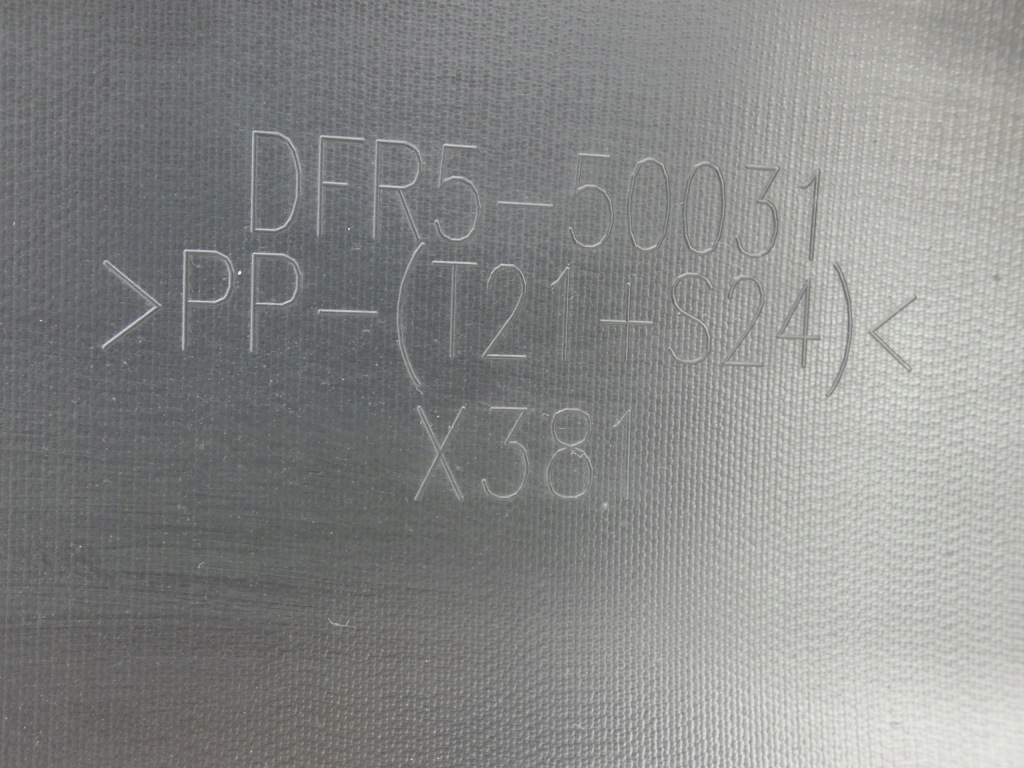 DFR5-50031
>PP-(T21+S24)<
X381